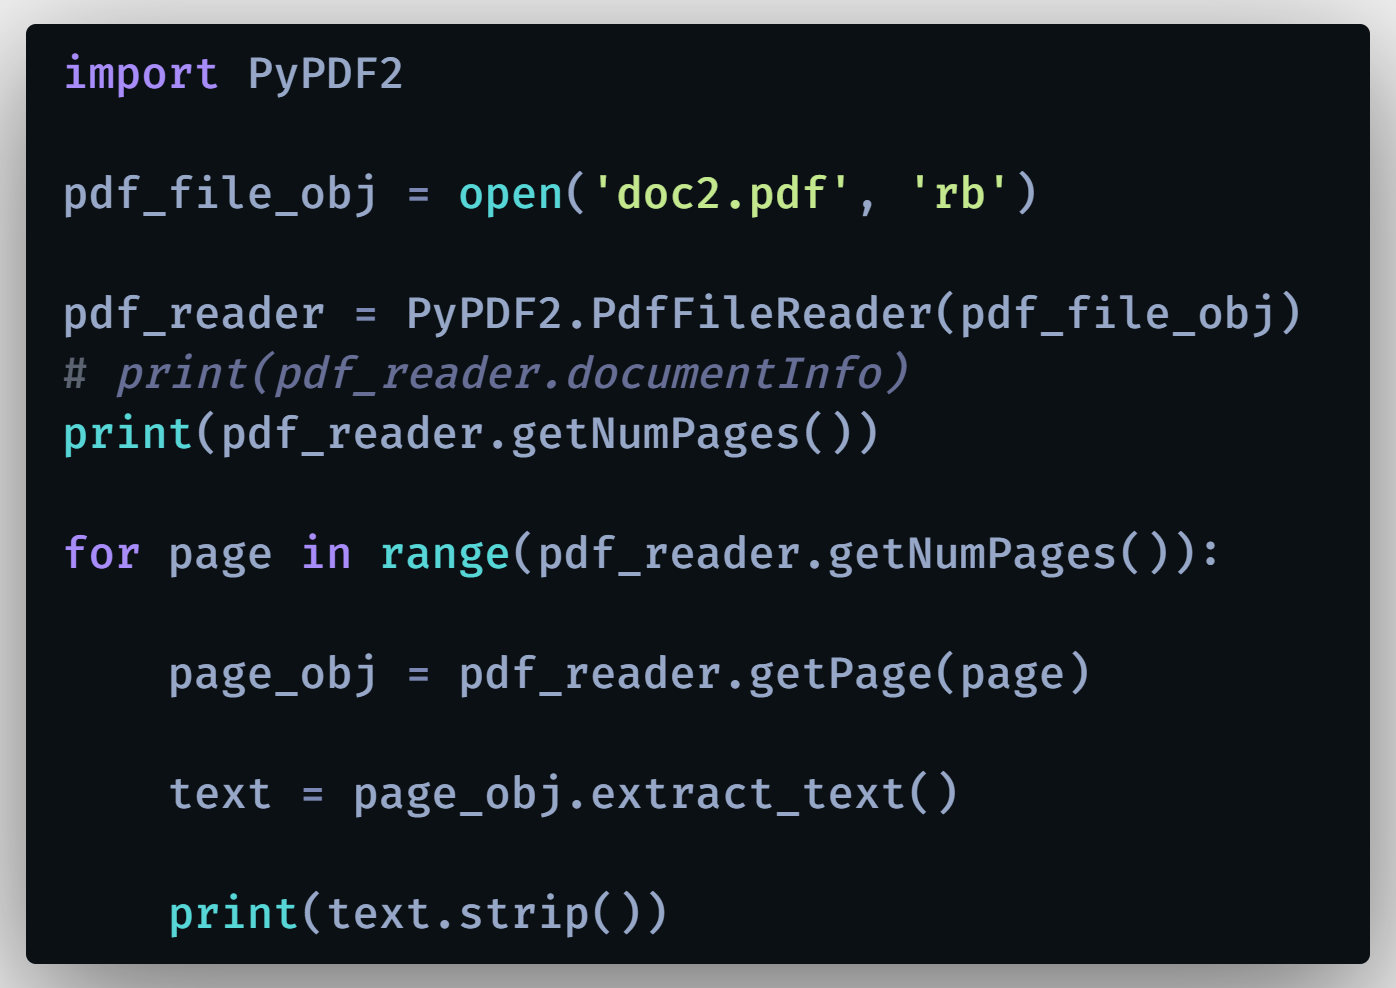 import PyPDF2
pdf_file_obj = open('doc2.pdf', 'rb')
pdf_reader = PyPDF2.PdfFileReader(pdf_file_obj)
# print(pdf_reader.documentInfo)
print(pdf_reader.getNumPages())
for page in range(pdf_reader.getNumPages()):
    page_obj = pdf_reader.getPage(page)
    text = page_obj.extract_text()
    print(text.strip())